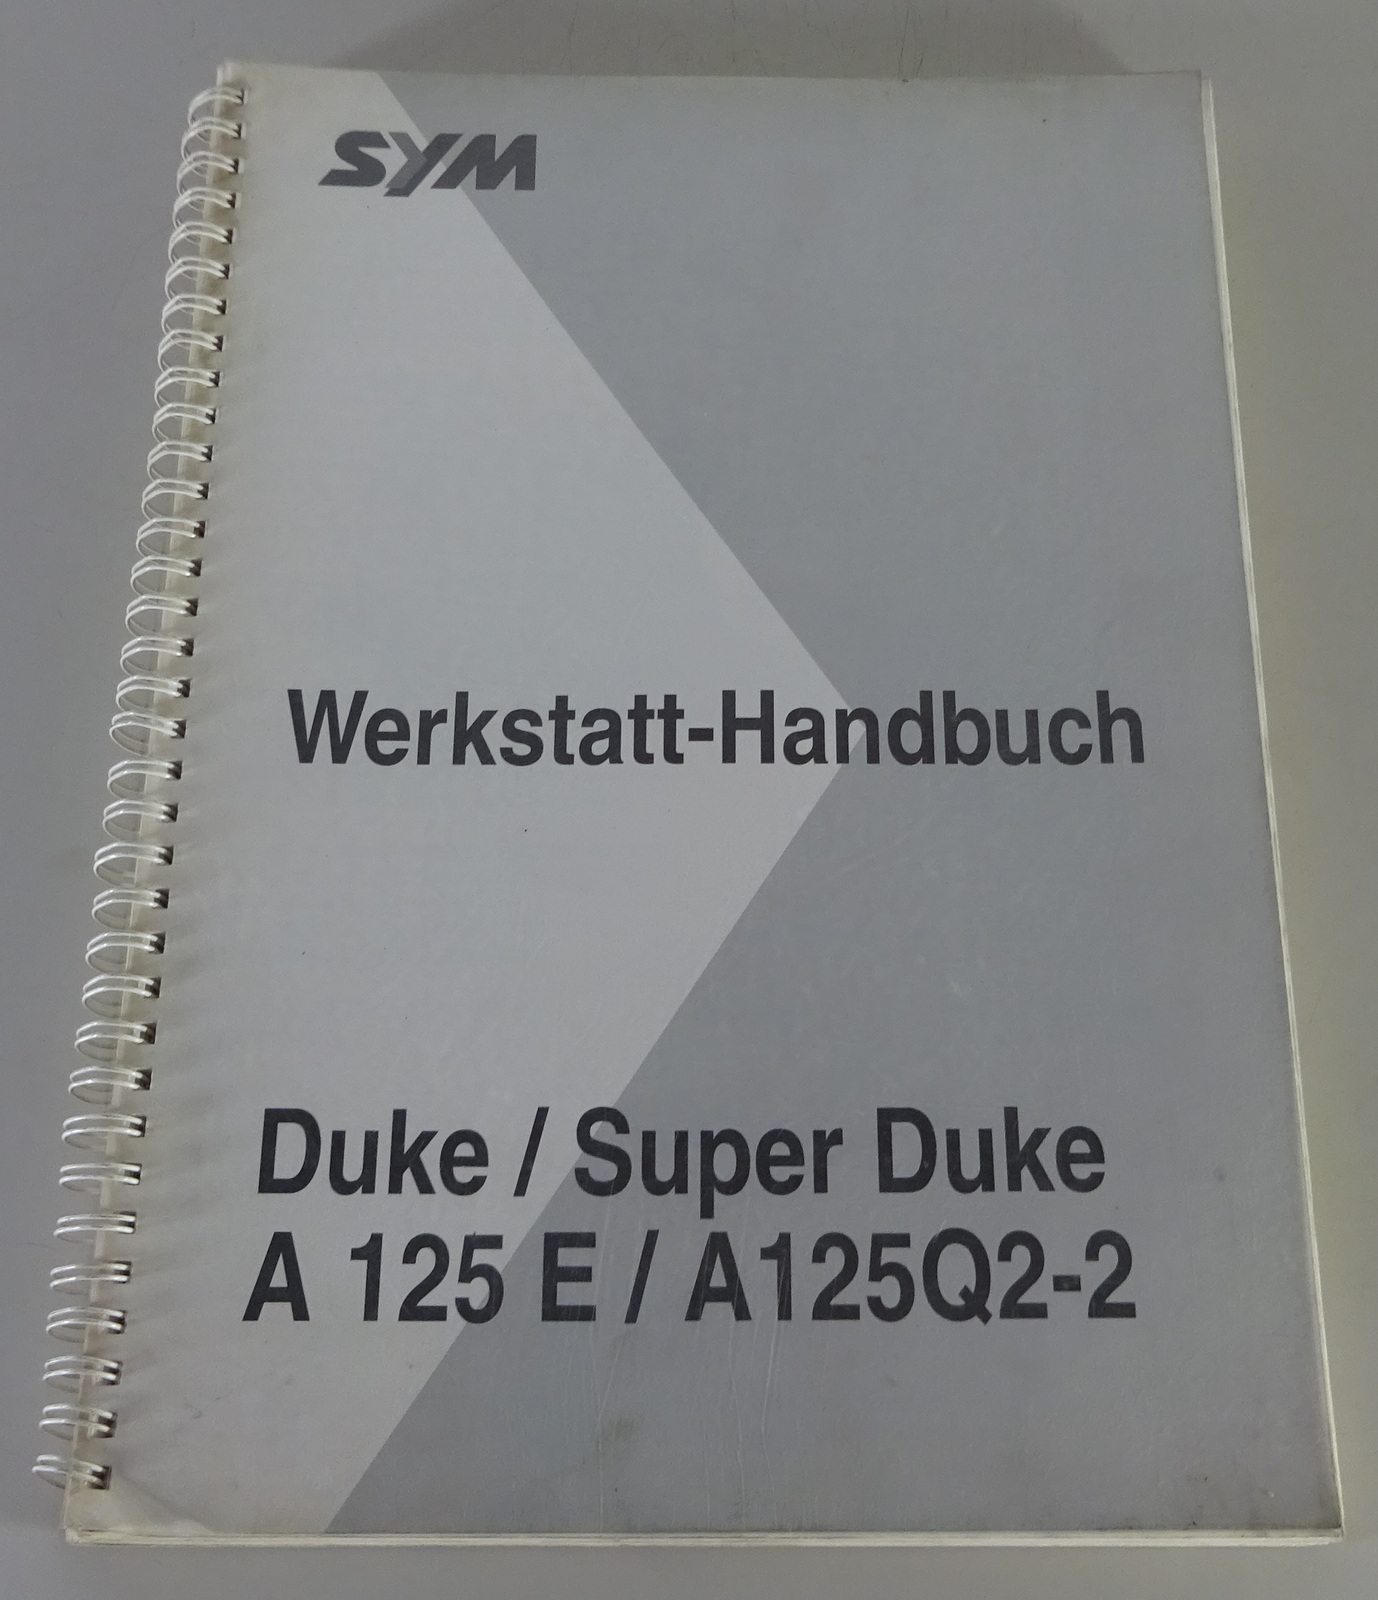 SYM
Werkstatt-Handbuch
Duke / Super Duke
A 125 E / A125Q2-2